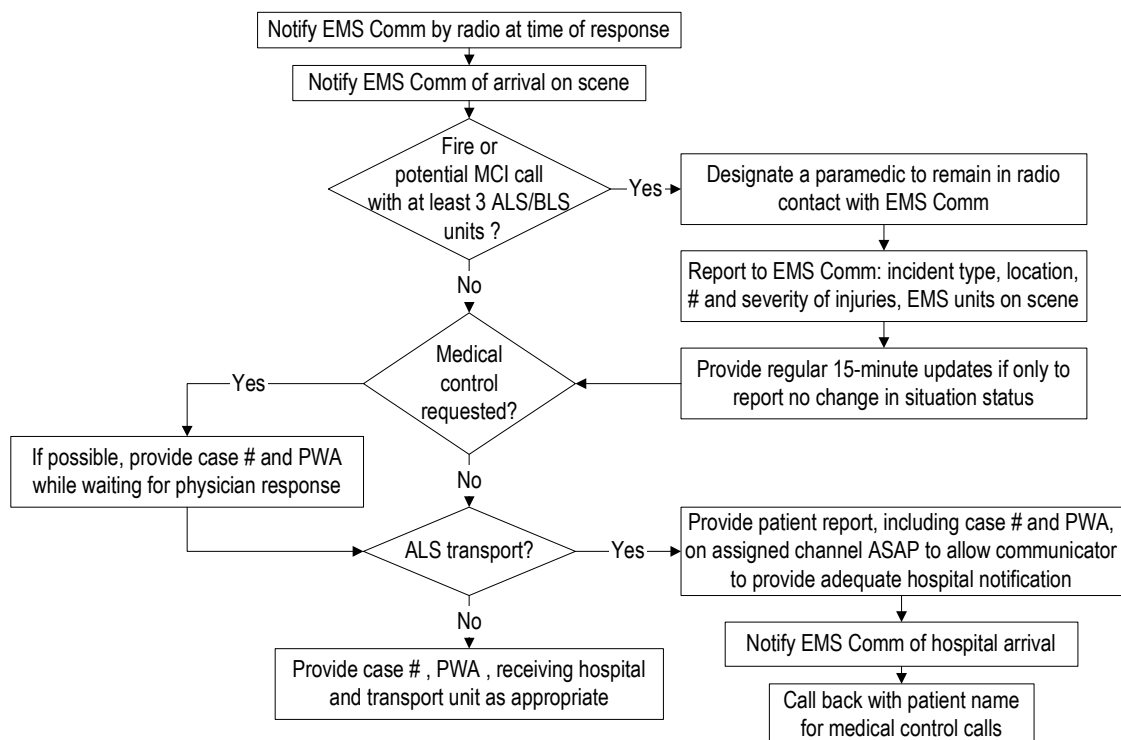 Notify EMS Comm by radio at time of response
Notify EMS Comm of arrival on scene
Fire or
potential MCI call
with at least 3 ALS/BLS
units ?
Yes
Designate a paramedic to remain in radio
contact with EMS Comm
Report to EMS Comm: incident type, location,
# and severity of injuries, EMS units on scene
Provide regular 15-minute updates if only to
report no change in situation status
No
Medical
control
requested?
Yes
If possible, provide case # and PWA
while waiting for physician response
No
ALS transport?
Yes
Provide patient report, including case # and PWA,
on assigned channel ASAP to allow communicator
to provide adequate hospital notification
Notify EMS Comm of hospital arrival
Call back with patient name
for medical control calls
No
Provide case # , PWA , receiving hospital
and transport unit as appropriate